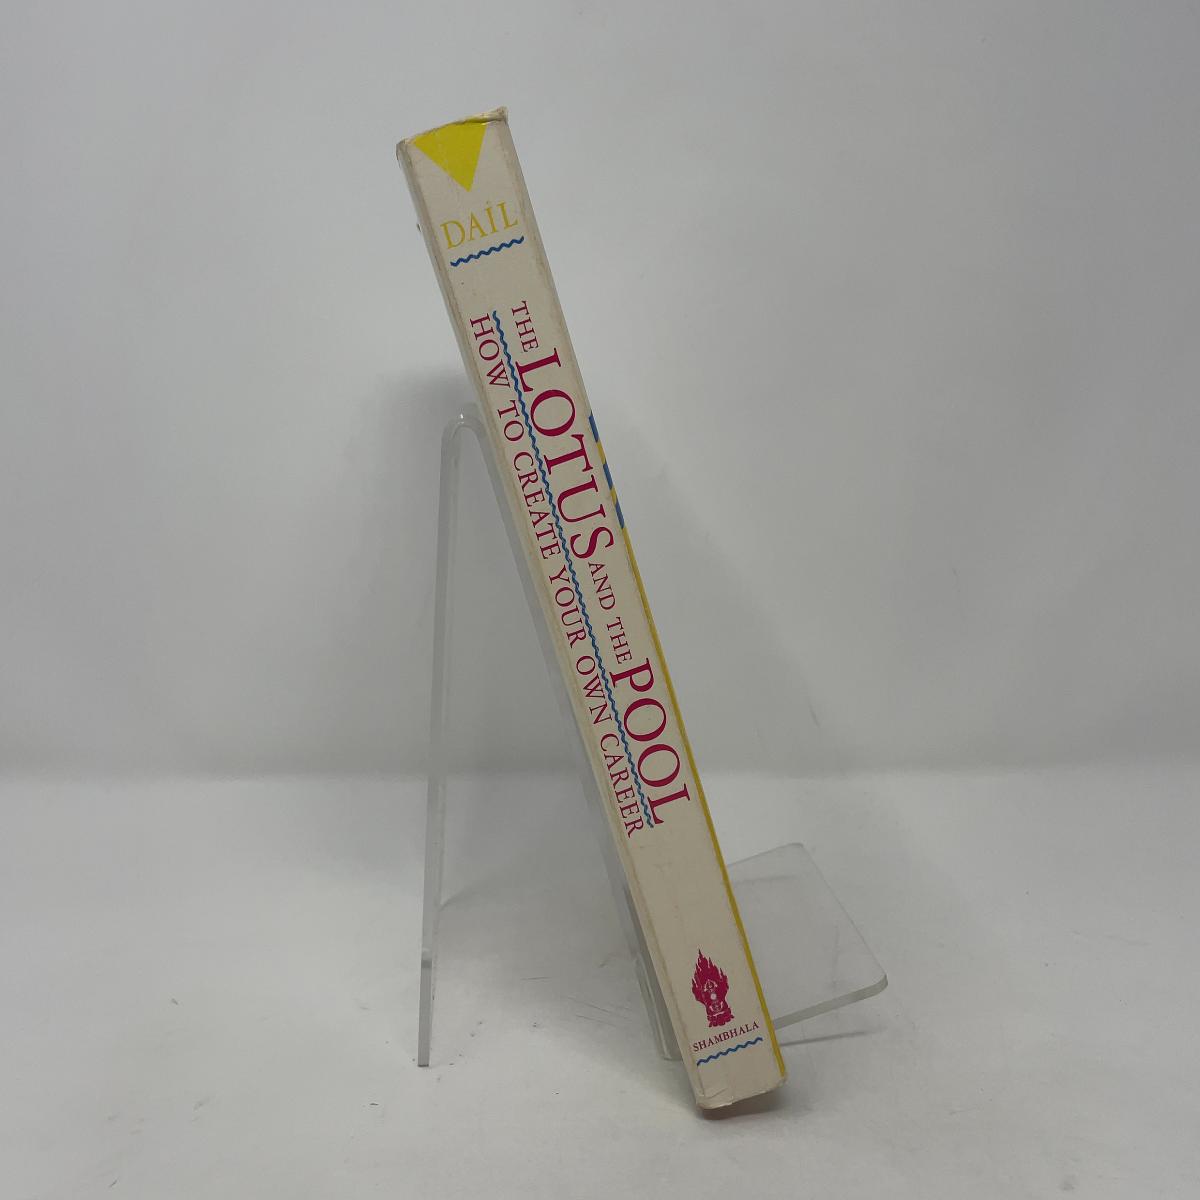 DAIL
THE LOTUS AND THE POOL
HOW TO CREATE YOUR OWN CAREER
SHAMBHALA